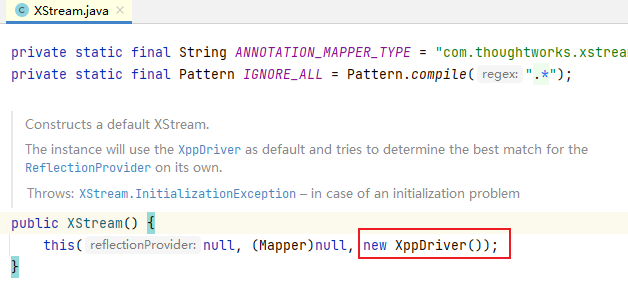 XStream.java ×
private static final String ANNOTATION_MAPPER_TYPE = "com.thoughtworks.xstrea
private static final Pattern IGNORE_ALL = Pattern.compile( regex: ".*");
Constructs a default XStream.
The instance will use the XppDriver as default and tries to determine the best match for the
ReflectionProvider on its own.
Throws: XStream.InitializationException – in case of an initialization problem
public XStream() {
this( reflectionProvider: null, (Mapper)null, new XppDriver());
}